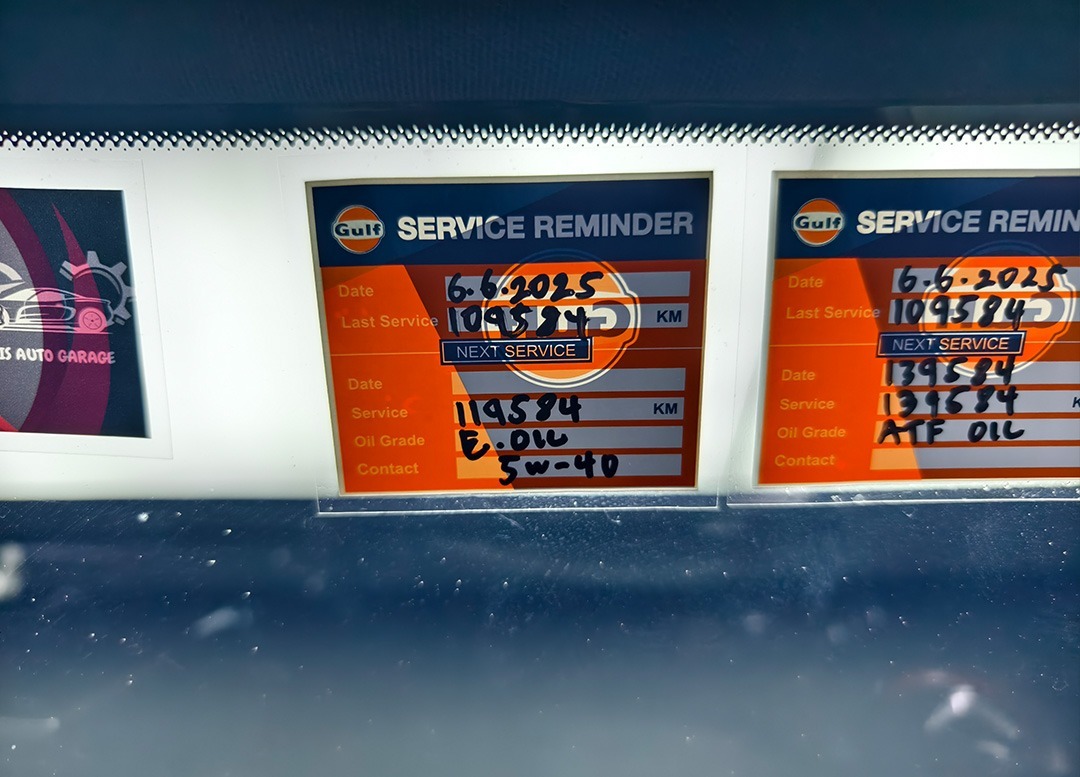 IS AUTO GARAGE
Gulf SERVICE REMINDER
Date 6.6.2025
Last Service 109584 KM
NEXT SERVICE
Date
Service 119584 KM
Oil Grade E.OIL
Contact 5W-40
Gulf SERVICE REMIN
Date 6.6.2025
Last Service 109584
NEXT SERVICE
Date 139584
Service 139584 K
Oil Grade ATF OIL
Contact